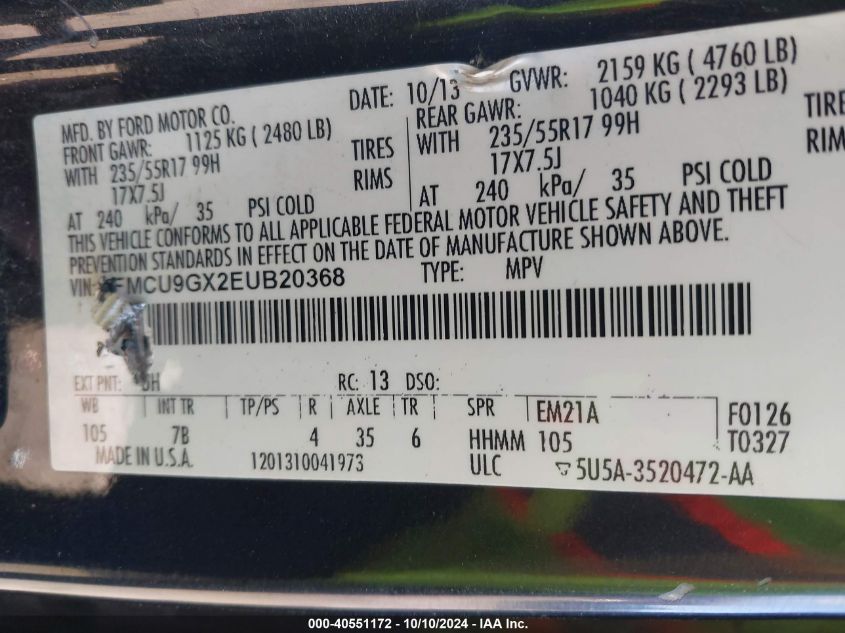 MFD. BY FORD MOTOR CO. DATE: 10/13 GVWR: 2159 KG ( 4760 LB)
FRONT GAWR: 1125 KG ( 2480 LB) REAR GAWR: 1040 KG ( 2293 LB)
WITH 235/55R17 99H TIRES WITH 235/55R17 99H TIRE
17X7.5J RIMS 17X7.5J RIM
AT 240 kPa/ 35 PSI COLD AT 240 kPa/ 35 PSI COLD
THIS VEHICLE CONFORMS TO ALL APPLICABLE FEDERAL MOTOR VEHICLE SAFETY AND THEFT
PREVENTION STANDARDS IN EFFECT ON THE DATE OF MANUFACTURE SHOWN ABOVE.
VIN: FMCU9GX2EUB20368 TYPE: MPV
EXT PNT: RC: 13 DSO:
WB INT TR TP/PS R AXLE TR SPR EM21A F0126
105 7B 4 35 6 HHMM 105 T0327
MADE IN U.S.A. 1201310041973 ULC 5U5A-3520472-AA
000-40551172 - 10/10/2024 - IAA Inc.